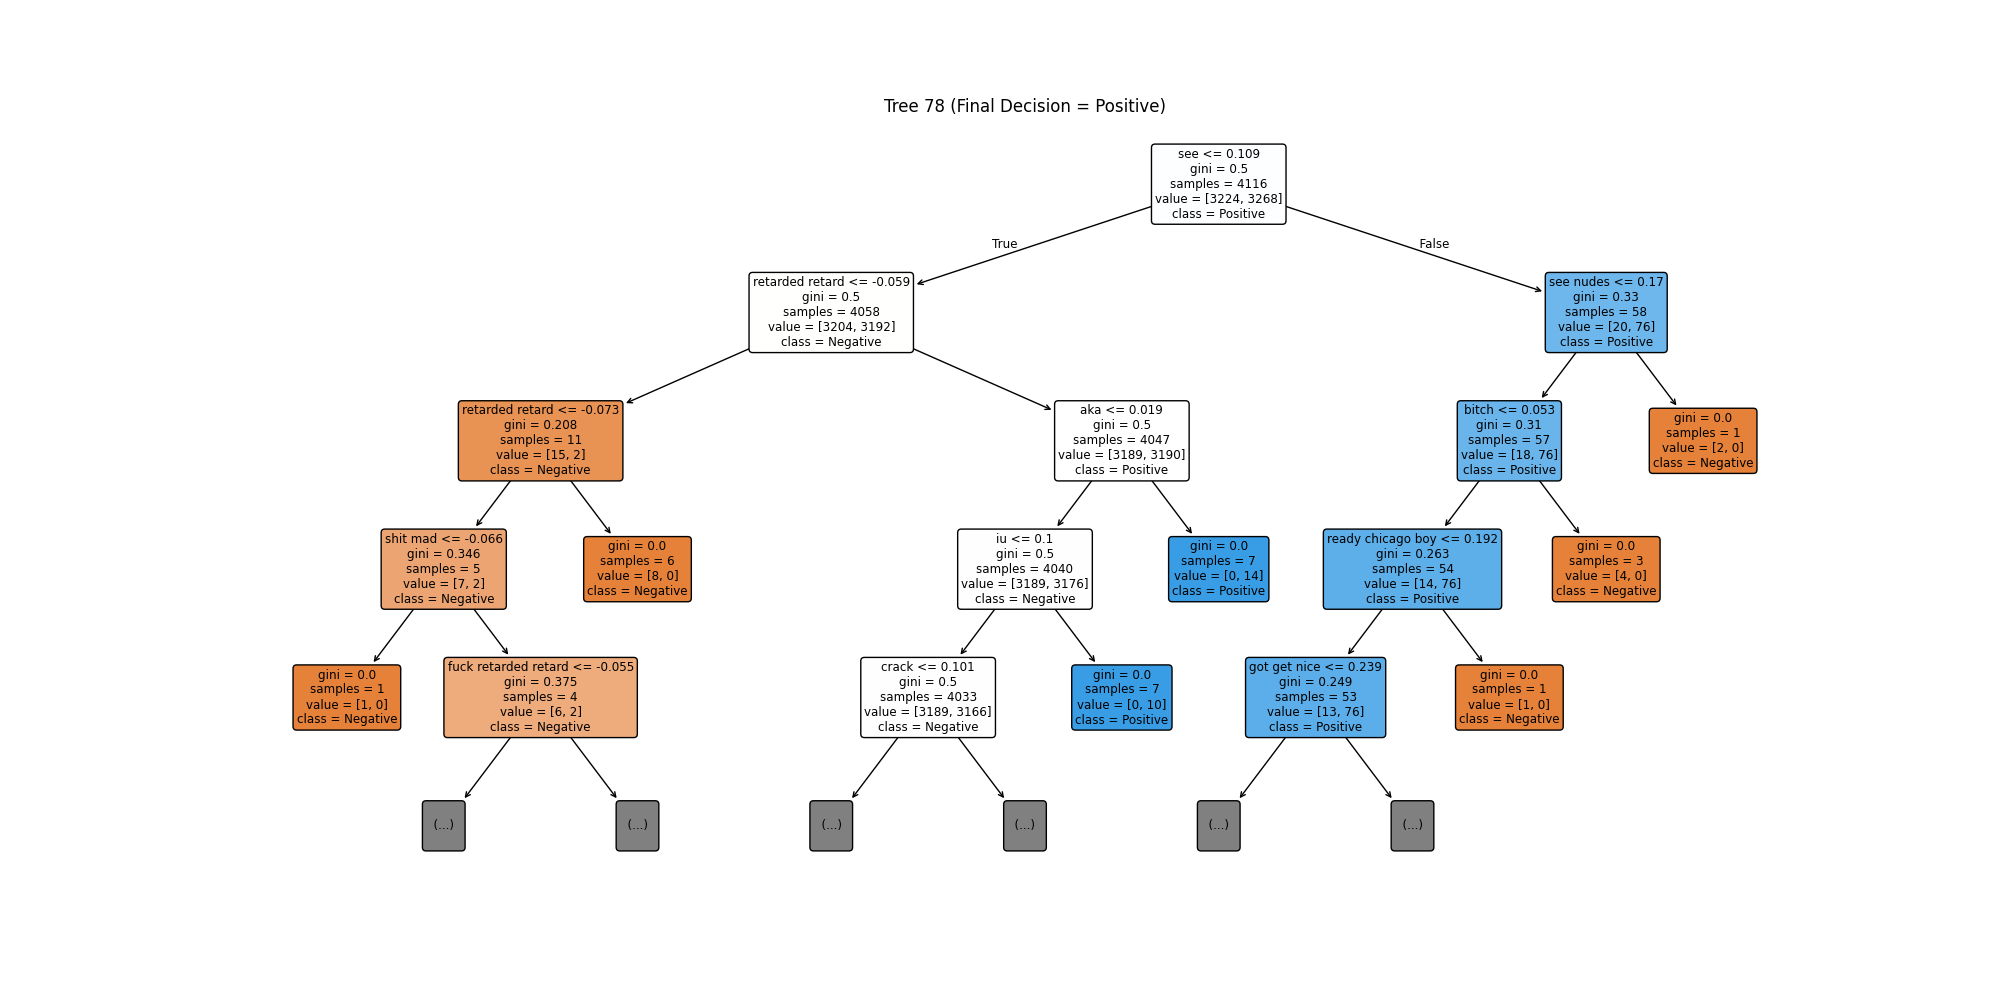 Tree 78 (Final Decision = Positive)
see <= 0.109
gini = 0.5
samples = 4116
value = [3224, 3268]
class = Positive
True
False
retarded retard <= -0.059
gini = 0.5
samples = 4058
value = [3204, 3192]
class = Negative
see nudes <= 0.17
gini = 0.33
samples = 58
value = [20, 76]
class = Positive
retarded retard <= -0.073
gini = 0.208
samples = 11
value = [15, 2]
class = Negative
aka <= 0.019
gini = 0.5
samples = 4047
value = [3189, 3190]
class = Positive
bitch <= 0.053
gini = 0.31
samples = 57
value = [18, 76]
class = Positive
gini = 0.0
samples = 1
value = [2, 0]
class = Negative
shit mad <= -0.066
gini = 0.346
samples = 5
value = [7, 2]
class = Negative
gini = 0.0
samples = 6
value = [8, 0]
class = Negative
iu <= 0.1
gini = 0.5
samples = 4040
value = [3189, 3176]
class = Negative
gini = 0.0
samples = 7
value = [0, 14]
class = Positive
ready chicago boy <= 0.192
gini = 0.263
samples = 54
value = [14, 76]
class = Positive
gini = 0.0
samples = 3
value = [4, 0]
class = Negative
gini = 0.0
samples = 1
value = [1, 0]
class = Negative
fuck retarded retard <= -0.055
gini = 0.375
samples = 4
value = [6, 2]
class = Negative
crack <= 0.101
gini = 0.5
samples = 4033
value = [3189, 3166]
class = Negative
gini = 0.0
samples = 7
value = [0, 10]
class = Positive
got get nice <= 0.239
gini = 0.249
samples = 53
value = [13, 76]
class = Positive
gini = 0.0
samples = 1
value = [1, 0]
class = Negative
(...)
(...)
(...)
(...)
(...)
(...)